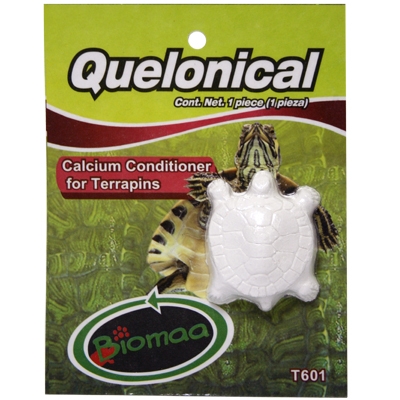 Quelonical
Cont. Net. 1 piece (1 pieza)
Calcium Conditioner
for Terrapins
Biomaa
T601